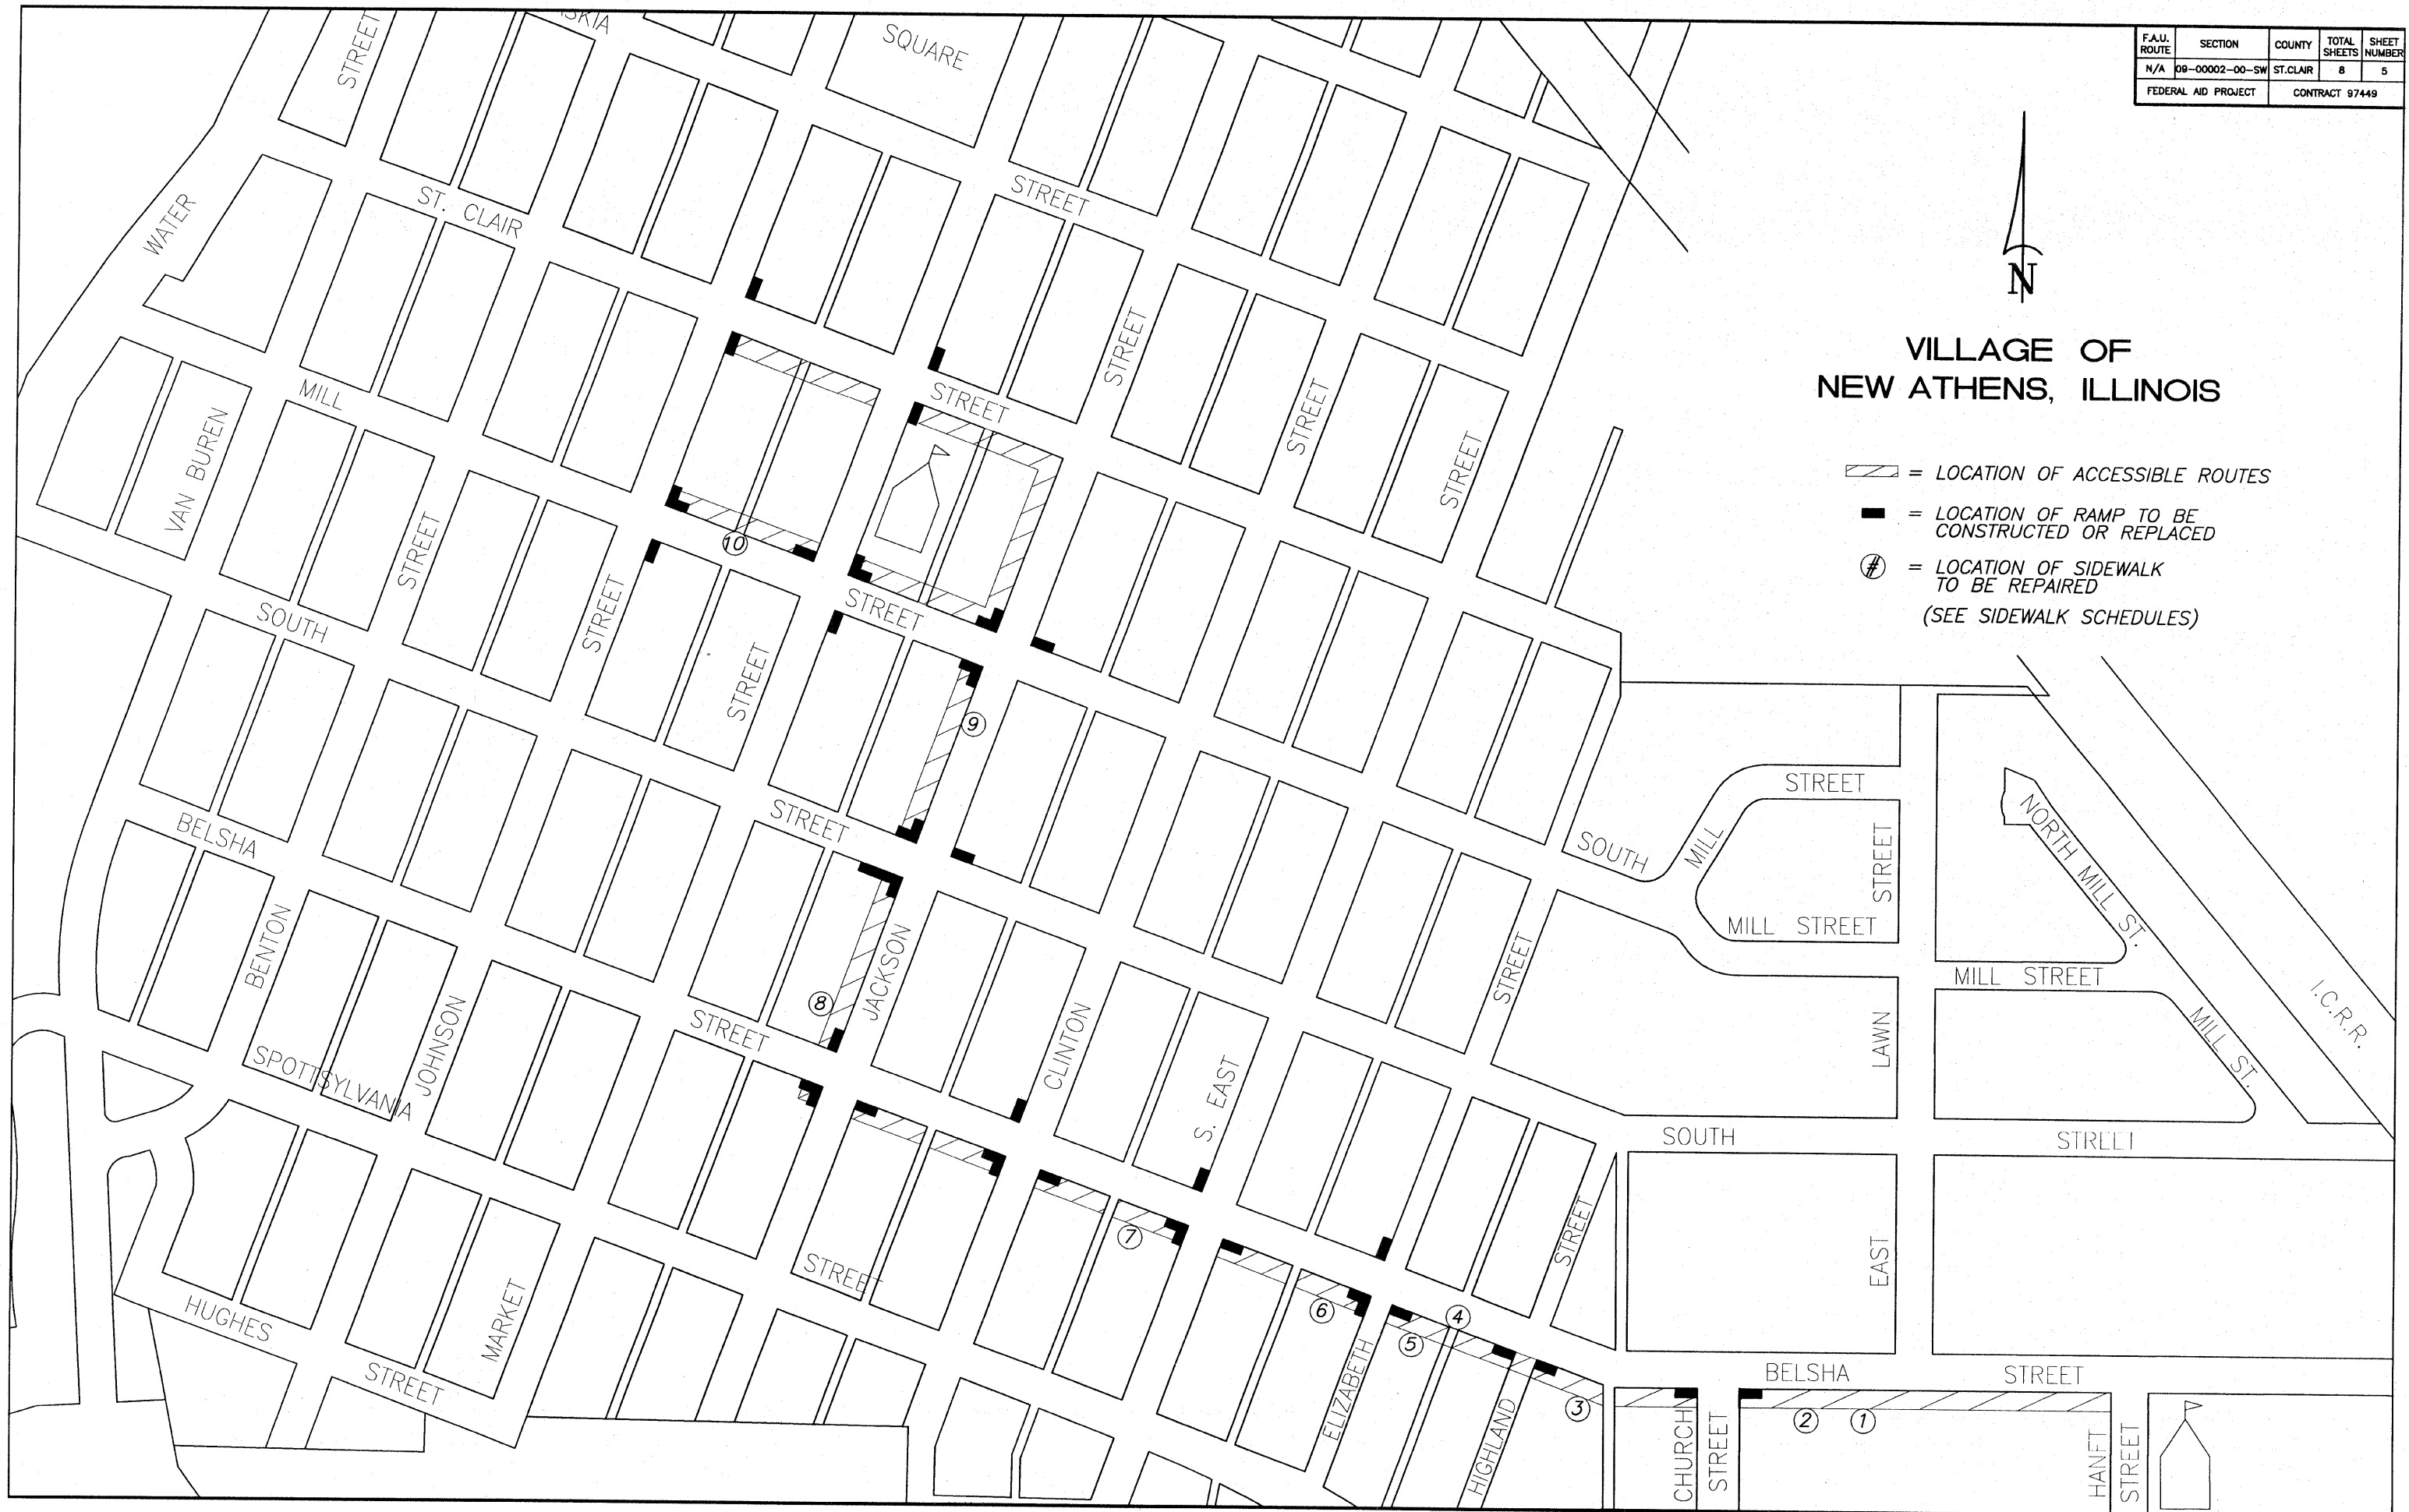 F.A.U. ROUTE
SECTION
COUNTY
TOTAL SHEETS
SHEET NUMBER
N/A
09-00002-00-SW
ST.CLAIR
8
5
FEDERAL AID PROJECT
CONTRACT 97449
N
VILLAGE OF
NEW ATHENS, ILLINOIS
= LOCATION OF ACCESSIBLE ROUTES
= LOCATION OF RAMP TO BE
CONSTRUCTED OR REPLACED
# = LOCATION OF SIDEWALK
TO BE REPAIRED
(SEE SIDEWALK SCHEDULES)
STREET
SQUARE
WATER
ST. CLAIR
STREET
STREET
MILL
STREET
STREET
STREET
VAN BUREN
STREET
10
STREET
STREET
SOUTH
STREET
9
STREET
STREET
MILL
SOUTH
STREET
NORTH MILL ST.
BELSHA
MILL STREET
BENTON
JACKSON
STREET
MILL STREET
I.C.R.R.
8
STREET
JOHNSON
CLINTON
LAWN
MILL ST.
SPOTTSYLVANIA
S. EAST
SOUTH
STREET
7
STREET
STREET
EAST
HUGHES
MARKET
6
5
4
STREET
ELIZABETH
HIGHLAND
3
BELSHA
STREET
CHURCH
STREET
2
1
HANFT
STREET